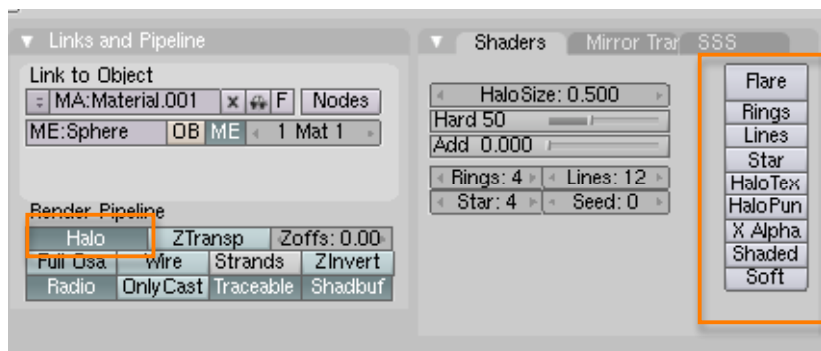 Links and Pipeline
Link to Object
MA:Material.001 x F Nodes
ME:Sphere OB ME 1 Mat 1
Render Pipeline
Halo ZTransp Zoffs: 0.00
Full Osa Wire Strands ZInvert
Radio OnlyCast Traceable Shadbuf
Shaders Mirror Tran SSS
HaloSize: 0.500
Hard 50
Add 0.000
Rings: 4 Lines: 12
Star: 4 Seed: 0
Flare
Rings
Lines
Star
HaloTex
HaloPun
X Alpha
Shaded
Soft